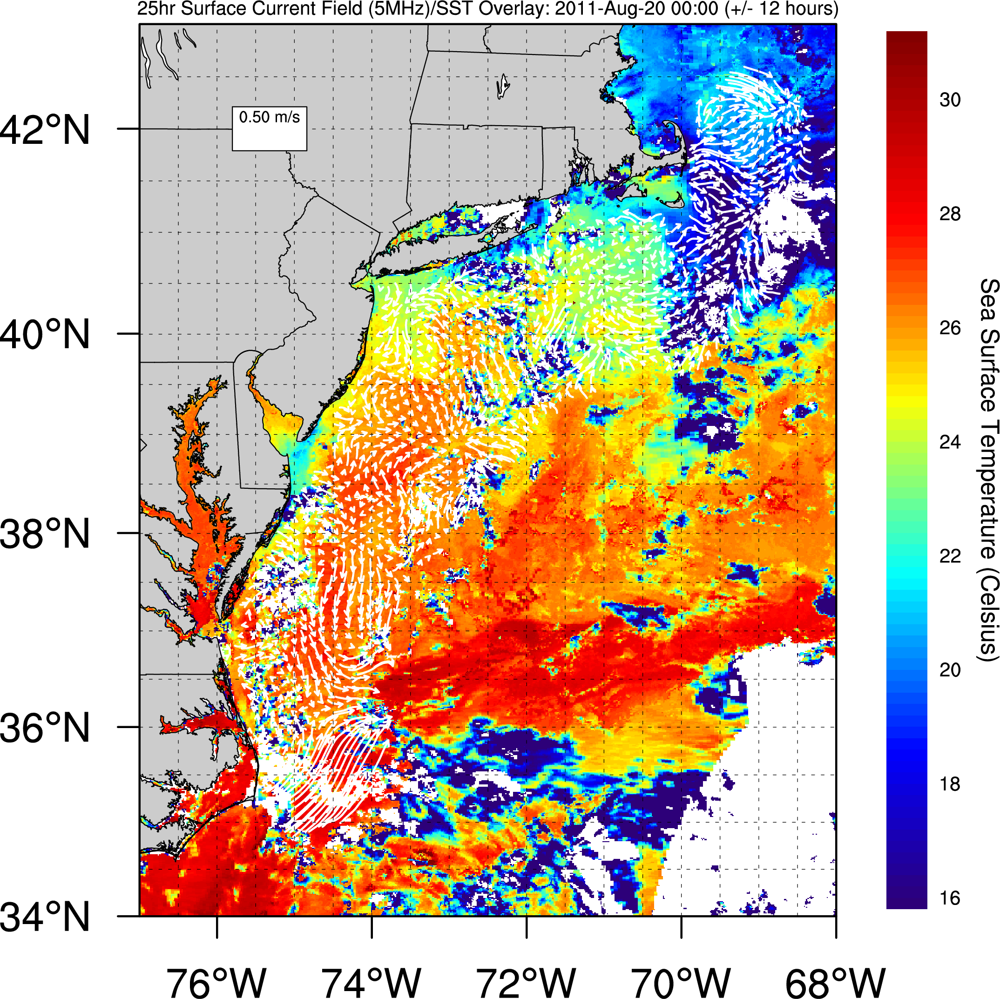 25hr Surface Current Field (5MHz)/SST Overlay: 2011-Aug-20 00:00 (+/- 12 hours)
0.50 m/s
42°N
40°N
38°N
36°N
34°N
76°W
74°W
72°W
70°W
68°W
30
28
26
24
22
20
18
16
Sea Surface Temperature (Celsius)